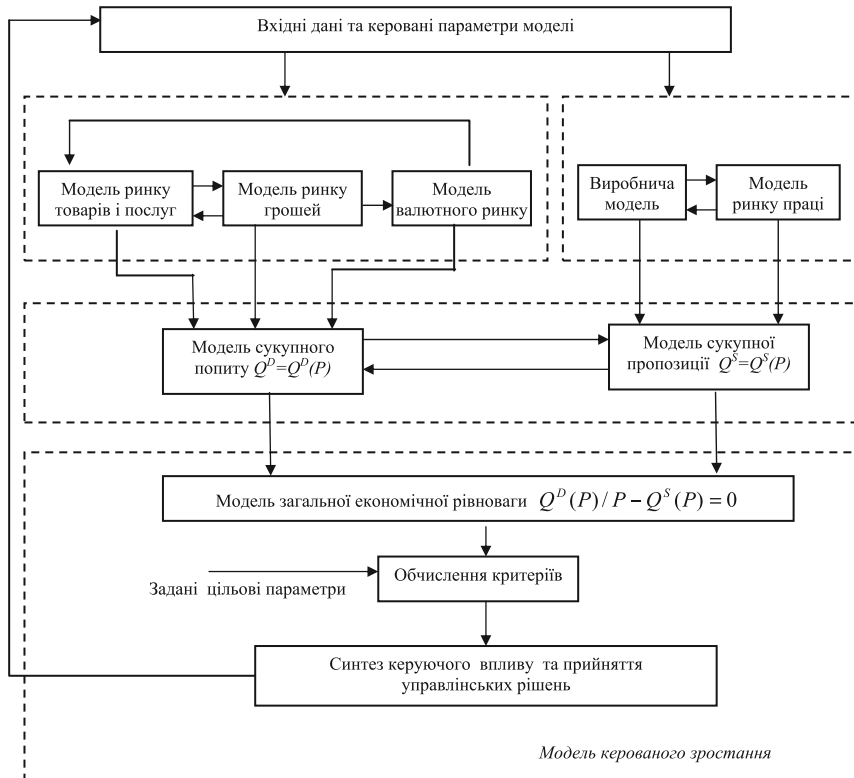 Вхідні дані та керовані параметри моделі
Модель ринку
товарів і послуг
Модель ринку
грошей
Модель
валютного ринку
Виробнича
модель
Модель
ринку праці
Модель сукупного
попиту Q^D=Q^D(P)
Модель сукупної
пропозиції Q^S=Q^S(P)
Модель загальної економічної рівноваги Q^D(P)/P−Q^S(P)=0
Задані цільові параметри
Обчислення критеріїв
Синтез керуючого впливу та прийняття
управлінських рішень
Модель керованого зростання